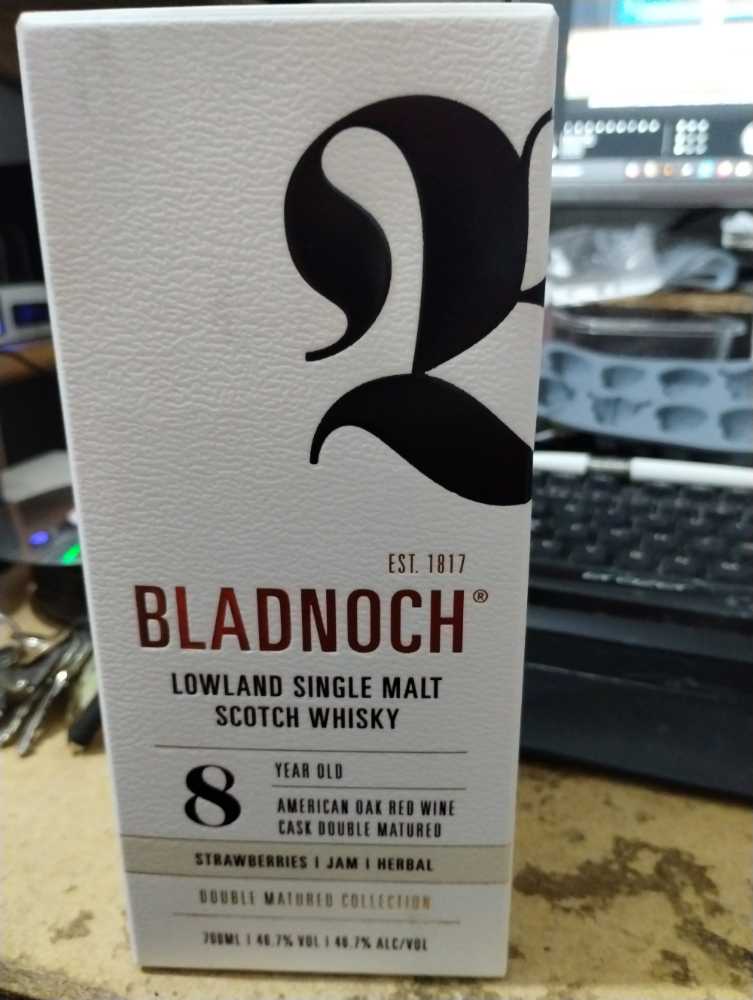 EST. 1817
BLADNOCH®
LOWLAND SINGLE MALT
SCOTCH WHISKY
8
YEAR OLD
AMERICAN OAK RED WINE
CASK DOUBLE MATURED
STRAWBERRIES | JAM | HERBAL
DOUBLE MATURED COLLECTION
700ML | 46.7% VOL | 46.7% ALC/VOL